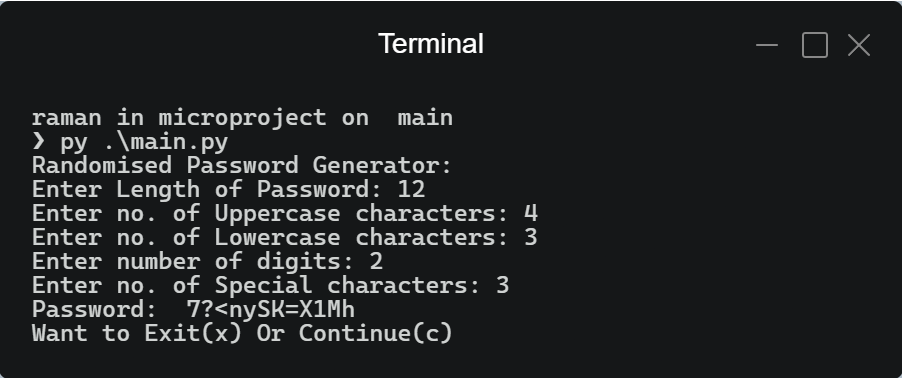 Terminal
raman in microproject on  main
❯ py .\main.py
Randomised Password Generator:
Enter Length of Password: 12
Enter no. of Uppercase characters: 4
Enter no. of Lowercase characters: 3
Enter number of digits: 2
Enter no. of Special characters: 3
Password:  7?<nySK=X1Mh
Want to Exit(x) Or Continue(c)